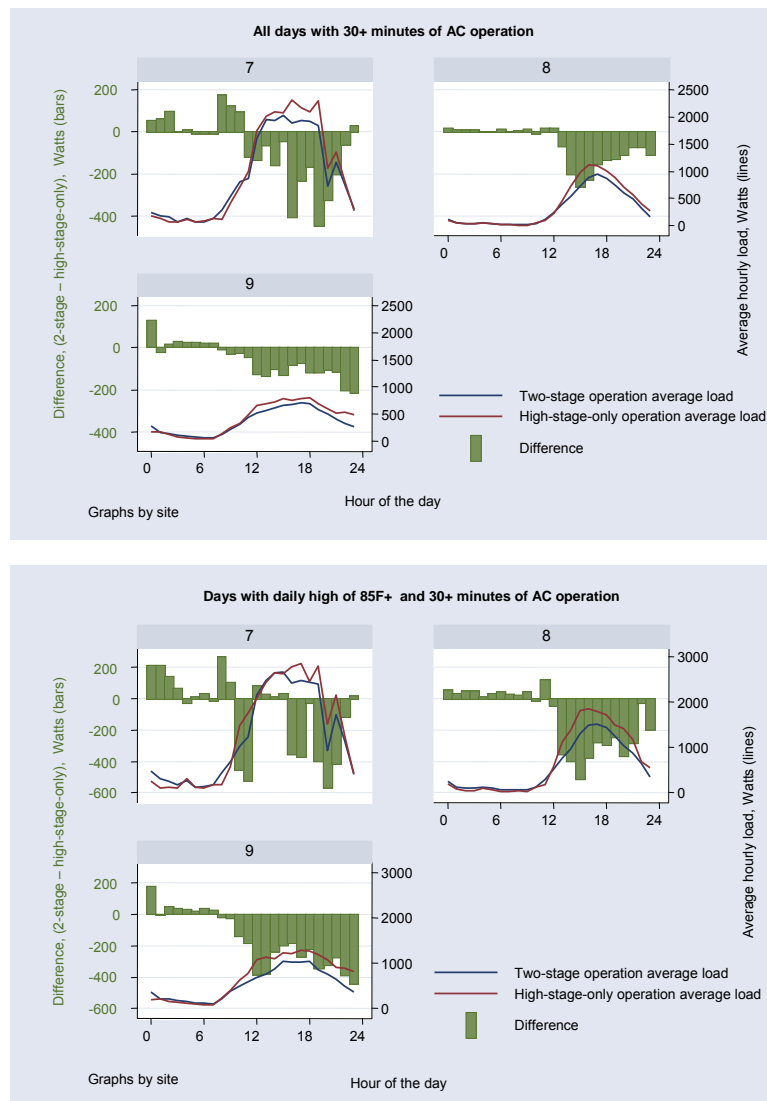 All days with 30+ minutes of AC operation
Difference, (2-stage – high-stage-only), Watts (bars)
Average hourly load, Watts (lines)
7
200
0
-200
-400
8
2500
2000
1500
1000
500
0
0 6 12 18 24
9
200
0
-200
-400
2500
2000
1500
1000
500
0
0 6 12 18 24
Two-stage operation average load
High-stage-only operation average load
Difference
Hour of the day
Graphs by site
Days with daily high of 85F+ and 30+ minutes of AC operation
Difference, (2-stage – high-stage-only), Watts (bars)
Average hourly load, Watts (lines)
7
200
0
-200
-400
-600
8
3000
2000
1000
0
0 6 12 18 24
9
200
0
-200
-400
-600
3000
2000
1000
0
0 6 12 18 24
Two-stage operation average load
High-stage-only operation average load
Difference
Graphs by site
Hour of the day